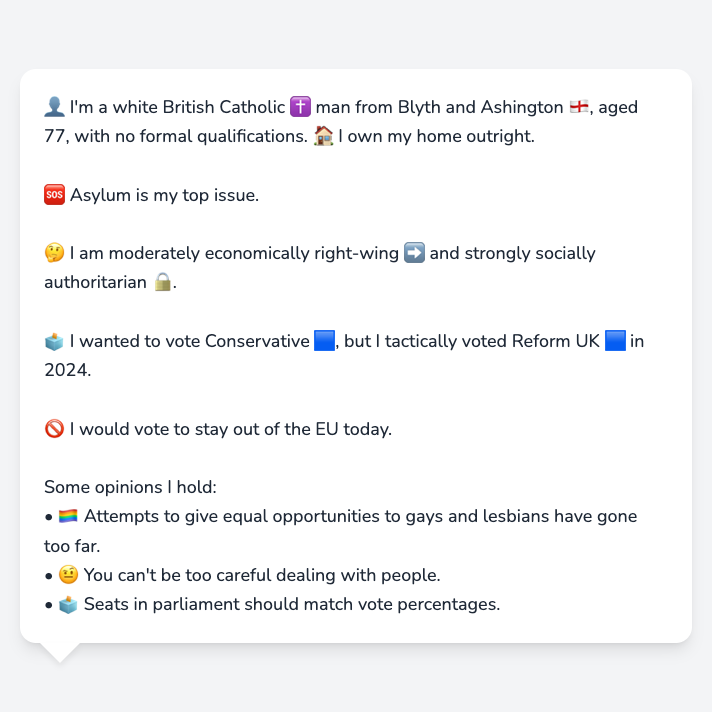 👤 I'm a white British Catholic ✝️ man from Blyth and Ashington 🏴󠁧󠁢󠁥󠁮󠁧󠁿, aged
77, with no formal qualifications. 🏠 I own my home outright.
🆘 Asylum is my top issue.
🤔 I am moderately economically right-wing ➡️ and strongly socially
authoritarian 🔒.
🗳️ I wanted to vote Conservative 🟦, but I tactically voted Reform UK 🟦 in
2024.
🚫 I would vote to stay out of the EU today.
Some opinions I hold:
• 🏳️‍🌈 Attempts to give equal opportunities to gays and lesbians have gone
too far.
• 🤨 You can't be too careful dealing with people.
• 🗳️ Seats in parliament should match vote percentages.